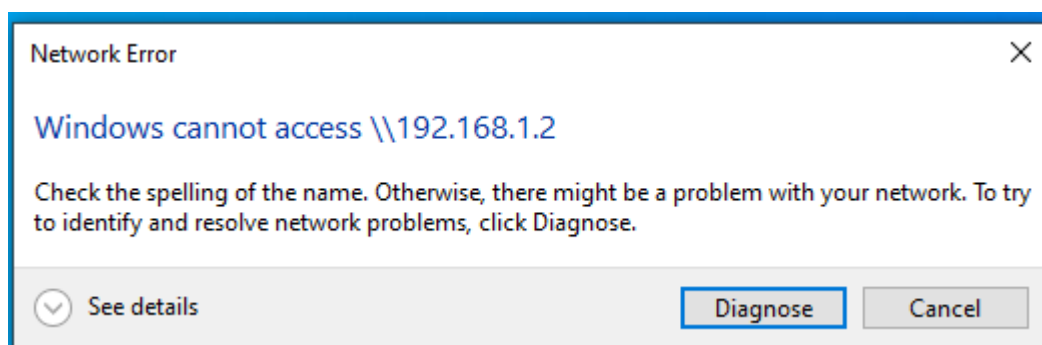 Network Error
Windows cannot access \\192.168.1.2
Check the spelling of the name. Otherwise, there might be a problem with your network. To try
to identify and resolve network problems, click Diagnose.
See details
Diagnose
Cancel